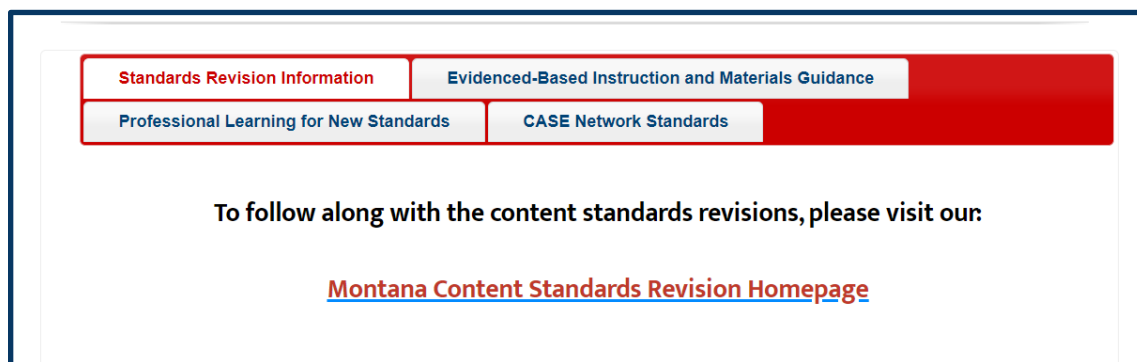 Standards Revision Information
Evidenced-Based Instruction and Materials Guidance
Professional Learning for New Standards
CASE Network Standards
To follow along with the content standards revisions, please visit our:
Montana Content Standards Revision Homepage